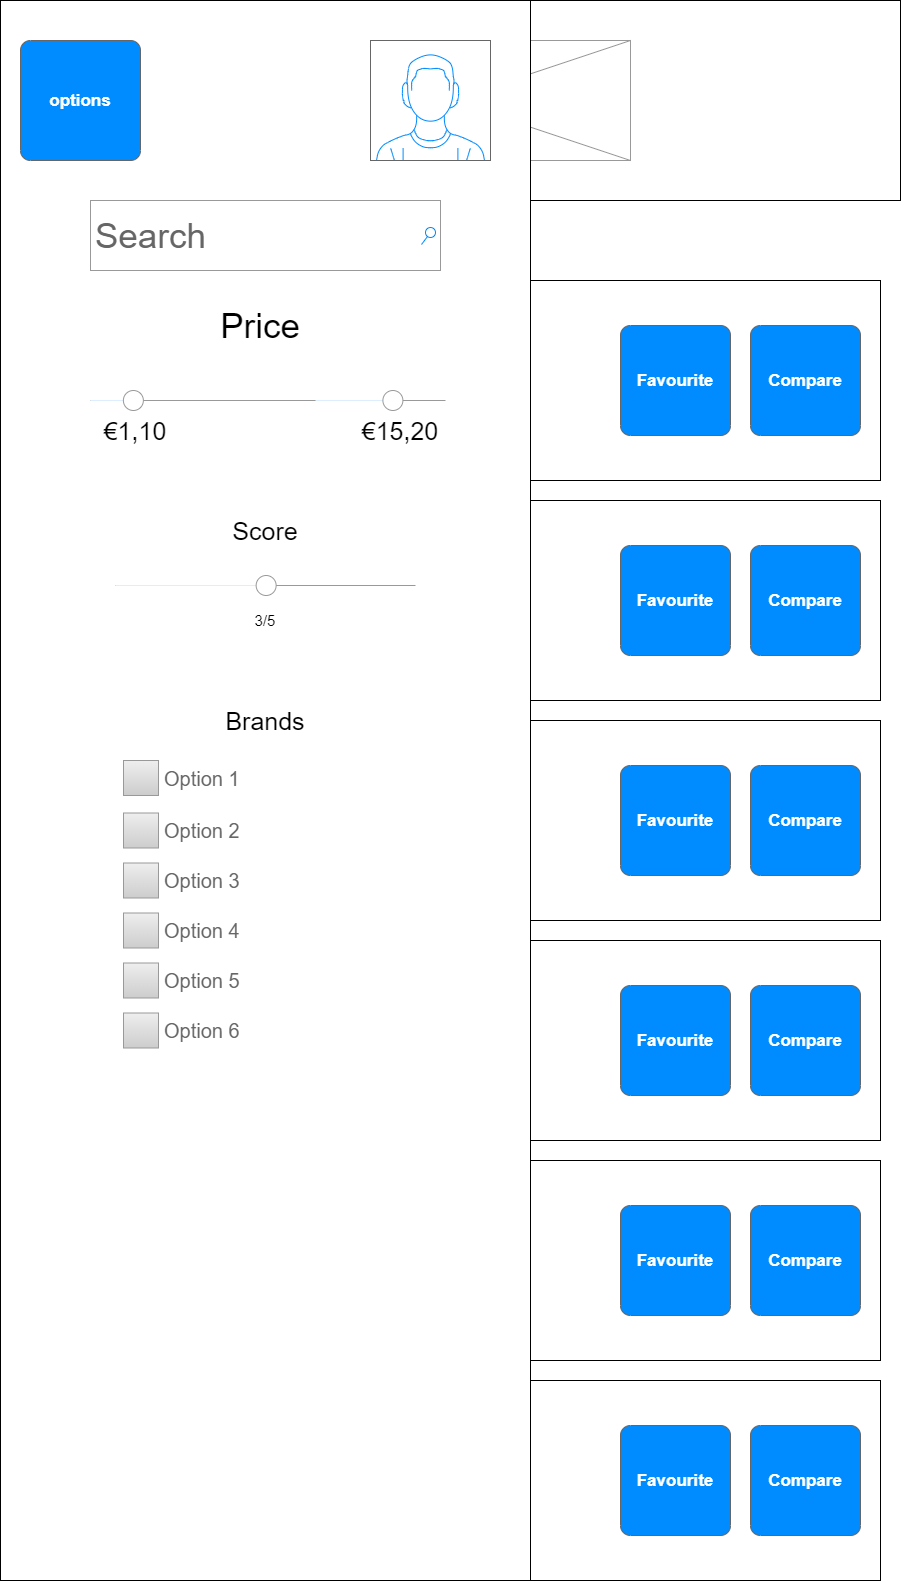 options
Search
Price
€1,10
€15,20
Score
3/5
Brands
Option 1
Option 2
Option 3
Option 4
Option 5
Option 6
Favourite Compare
Favourite Compare
Favourite Compare
Favourite Compare
Favourite Compare
Favourite Compare